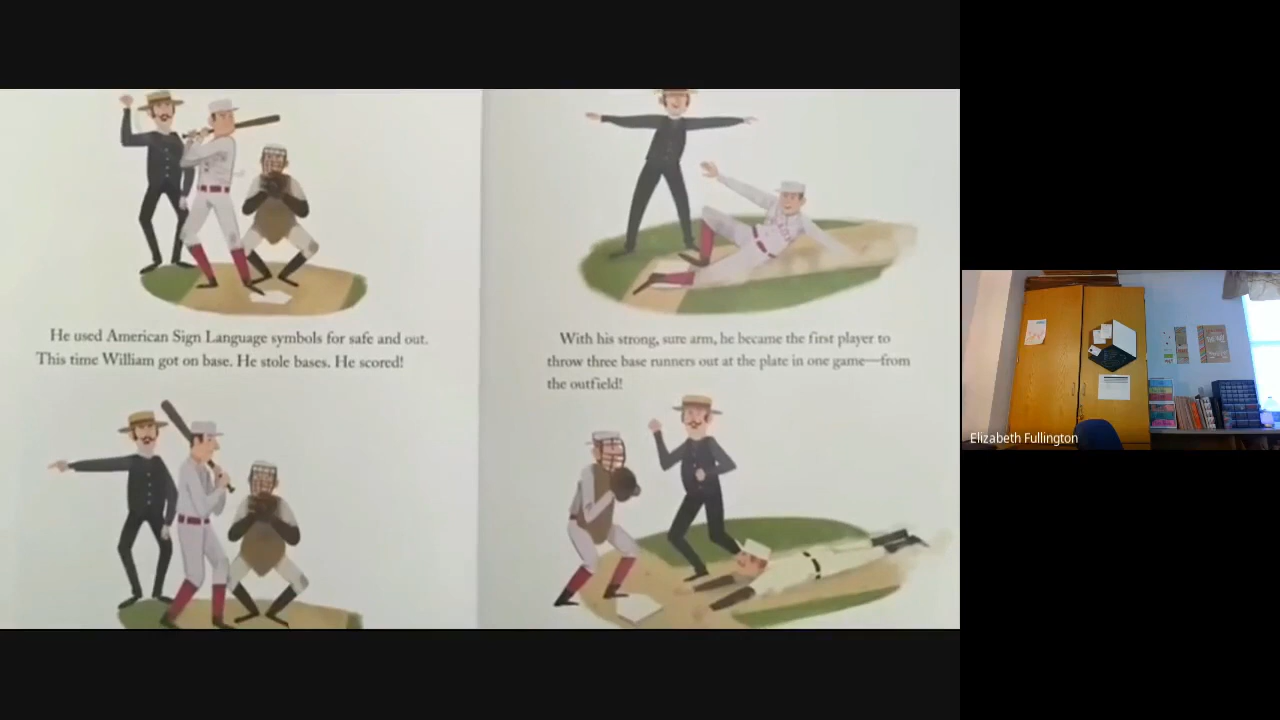 He used American Sign Language symbols for safe and out.
This time William got on base. He stole bases. He scored!
With his strong, sure arm, he became the first player to
throw three base runners out at the plate in one game—from
the outfield!
Elizabeth Fullington